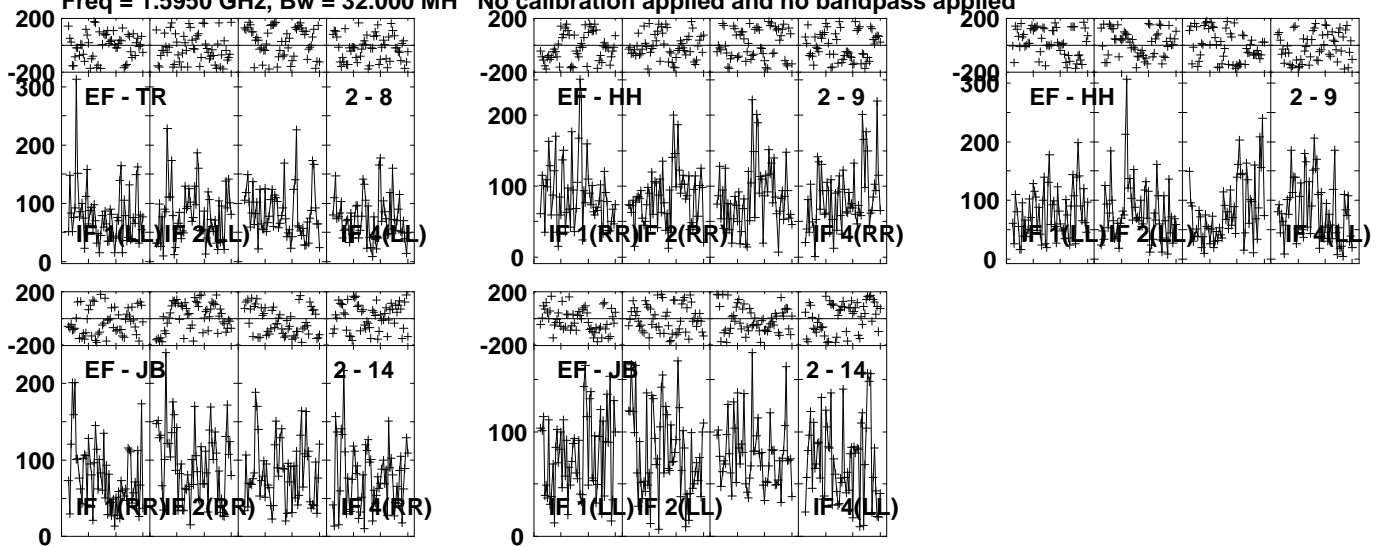 Freq = 1.5950 GHz, Bw = 32.000 MH No calibration applied and no bandpass applied
200
-200
300
200
100
0
EF - TR 2 - 8
IF 1(LL) IF 2(LL) IF 4(LL)
200
-200
200
100
0
EF - HH 2 - 9
IF 1(RR) IF 2(RR) IF 4(RR)
200
-200
300
200
100
0
EF - HH 2 - 9
IF 1(LL) IF 2(LL) IF 4(LL)
200
-200
200
100
0
EF - JB 2 - 14
IF 1(RR) IF 2(RR) IF 4(RR)
200
-200
100
0
EF - JB 2 - 14
IF 1(LL) IF 2(LL) IF 4(LL)